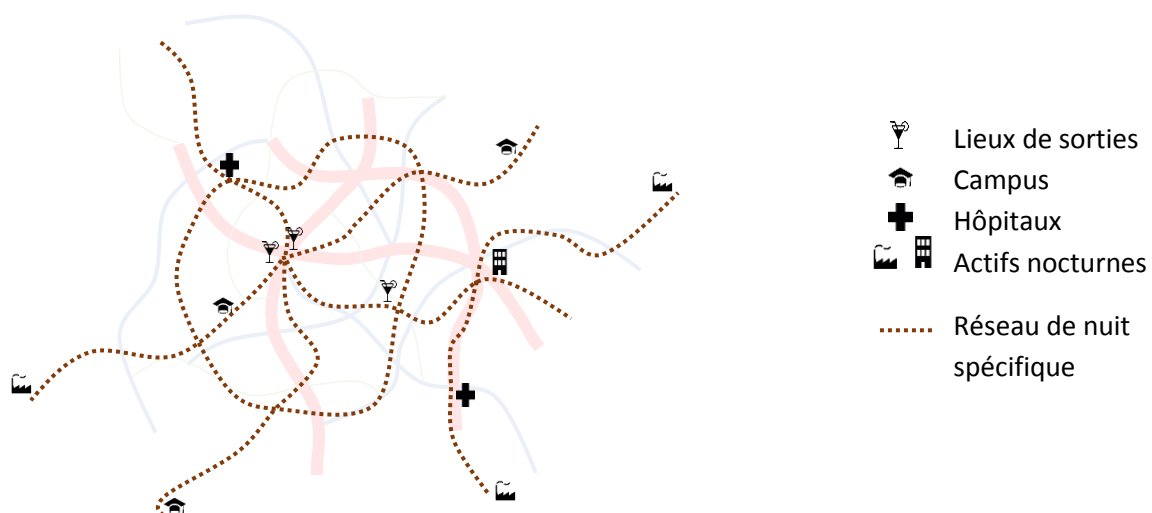 Lieux de sorties
Campus
Hôpitaux
Actifs nocturnes
Réseau de nuit
spécifique